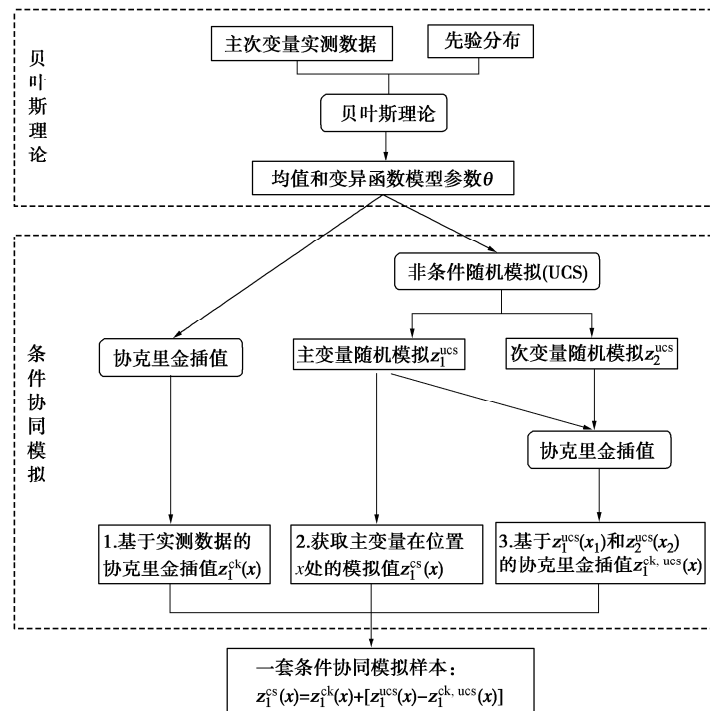 贝叶斯理论
主次变量实测数据
先验分布
贝叶斯理论
均值和变异函数模型参数θ
条件协同模拟
非条件随机模拟(UCS)
协克里金插值
主变量随机模拟z₁ᵘᶜˢ
次变量随机模拟z₂ᵘᶜˢ
协克里金插值
1.基于实测数据的
协克里金插值z₁ᶜᵏ(x)
2.获取主变量在位置
x处的模拟值z₁ᶜˢ(x)
3.基于z₁ᵘᶜˢ(x₁)和z₂ᵘᶜˢ(x₂)
的协克里金插值z₁ᶜᵏ, ᵘᶜˢ(x)
一套条件协同模拟样本：
z₁ᶜˢ(x)=z₁ᶜᵏ(x)+[z₁ᵘᶜˢ(x)−z₁ᶜᵏ, ᵘᶜˢ(x)]